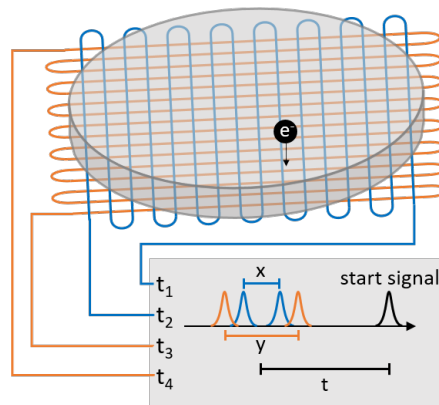 e⁻
t₁
x
start signal
t₂
t₃
y
t₄
t